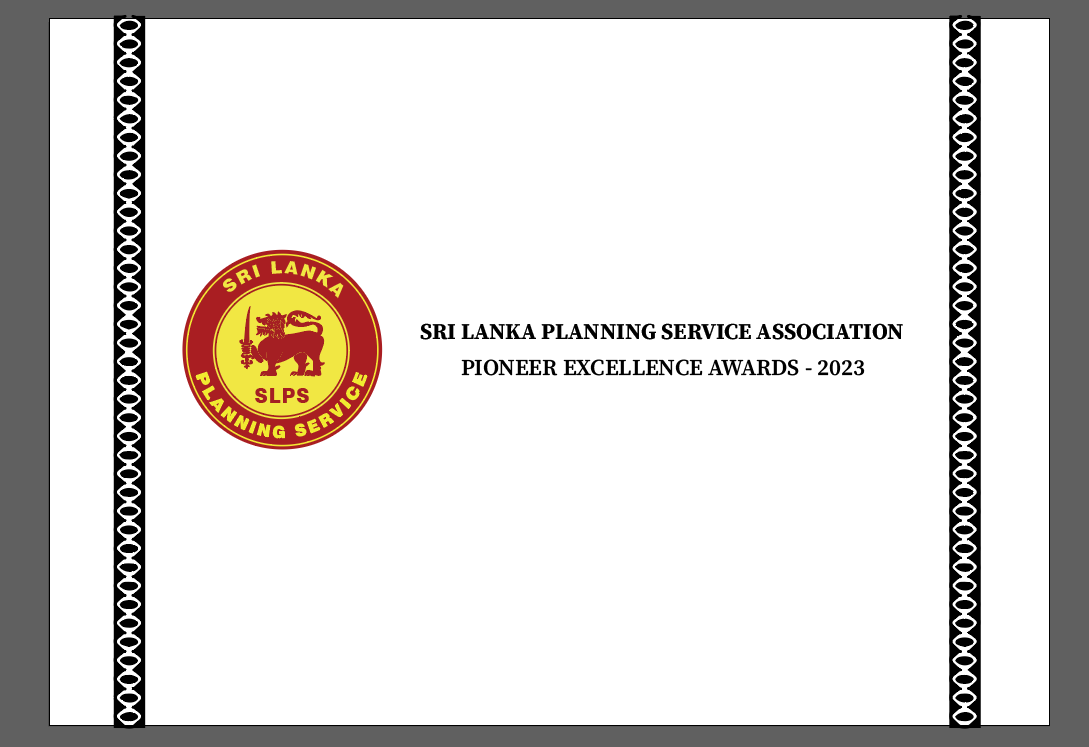 SRI LANKA
SLPS
PLANNING SERVICE
SRI LANKA PLANNING SERVICE ASSOCIATION
PIONEER EXCELLENCE AWARDS - 2023